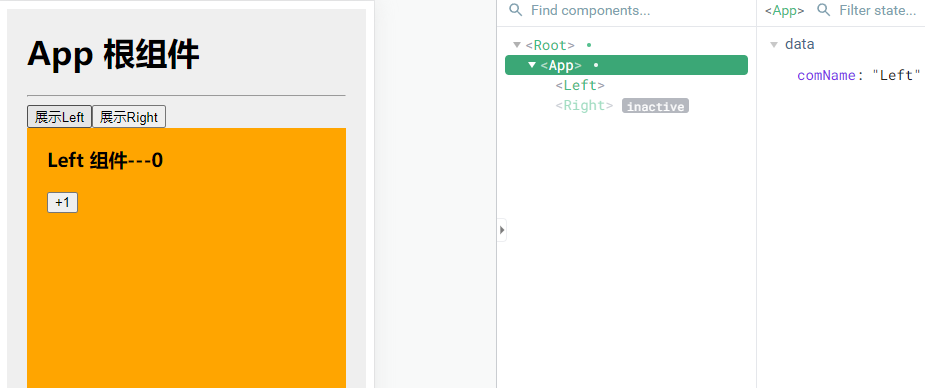 App 根组件
展示Left 展示Right
Left 组件---0
+1
Find components...
<Root>
<App>
<Left>
<Right> inactive
<App> Filter state...
data
comName: "Left"